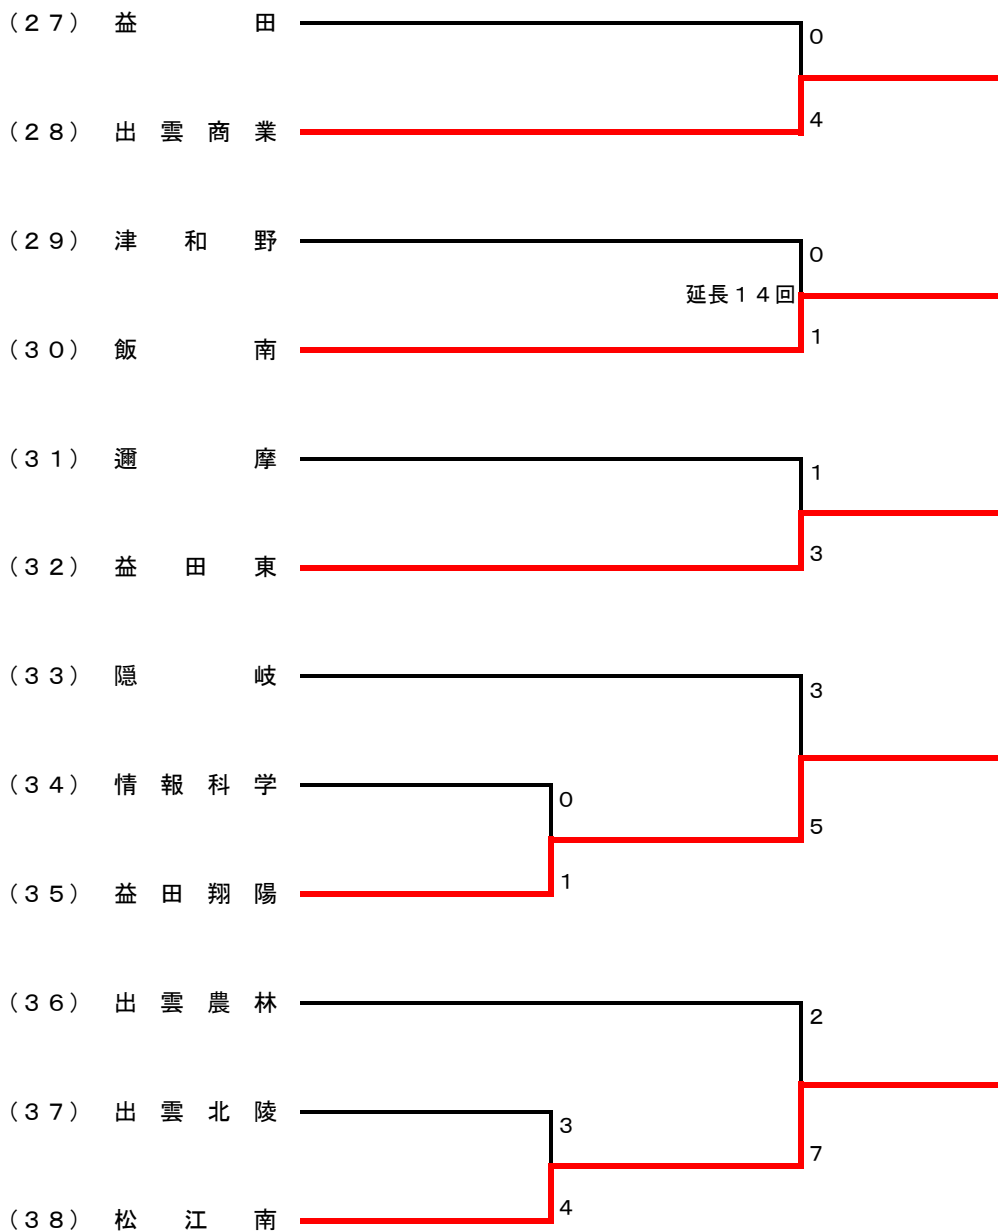 （２７） 益田
0
（２８） 出雲商業
4
（２９） 津和野
0
延長１４回
（３０） 飯南
1
（３１） 邇摩
1
（３２） 益田東
3
（３３） 隠岐
3
（３４） 情報科学
0
5
（３５） 益田翔陽
1
（３６） 出雲農林
2
（３７） 出雲北陵
3
7
（３８） 松江南
4